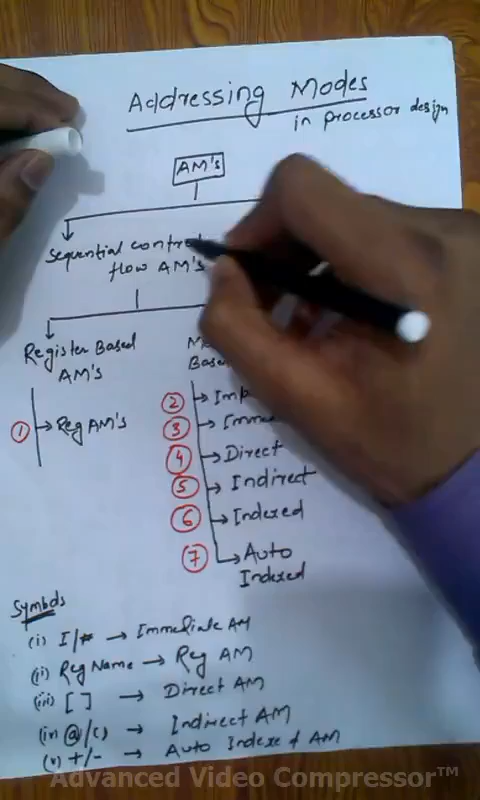 Addressing Modes
in processor design
AM's
Sequential control
flow AM's
Register Based
AM's
Based
① → Reg AM's
② →
③ →
④ → Direct
⑤ → Indirect
⑥ → Indexed
⑦ → Auto
Indexed
Symbols
(i) I/# → Immediate AM
(ii) Reg Name → Reg AM
(iii) [ ] → Direct AM
(iv) @/() → Indirect AM
(v) +/- → Auto Indexed AM
Advanced Video Compressor™